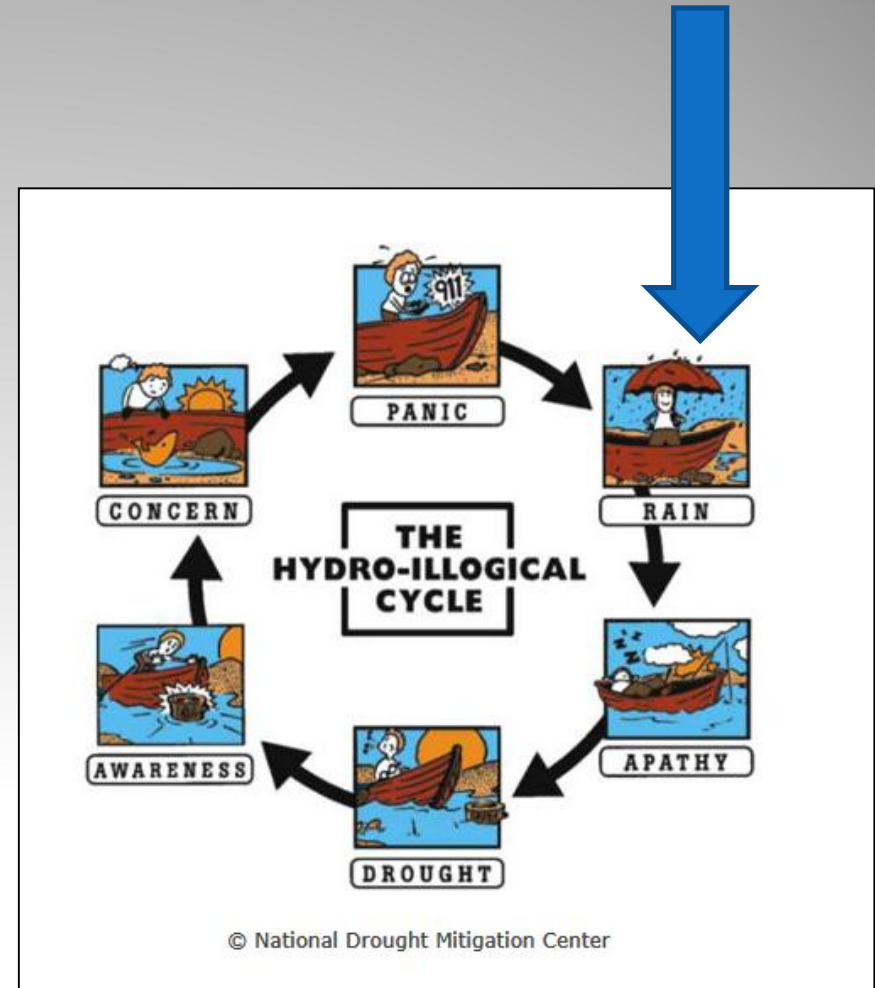 911
PANIC
CONCERN
RAIN
THE
HYDRO-ILLOGICAL
CYCLE
AWARENESS
APATHY
DROUGHT
© National Drought Mitigation Center